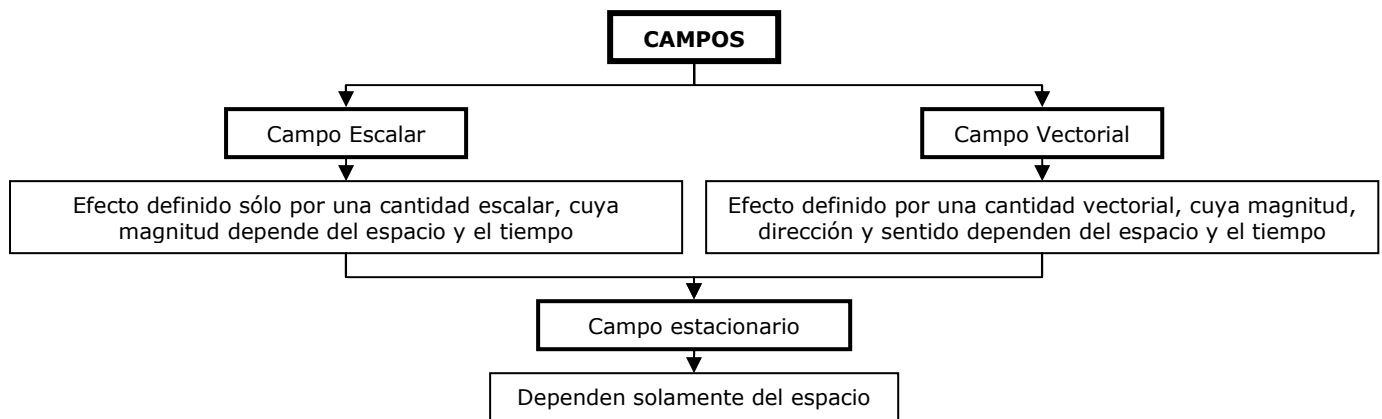 CAMPOS
Campo Escalar
Campo Vectorial
Efecto definido sólo por una cantidad escalar, cuya
magnitud depende del espacio y el tiempo
Efecto definido por una cantidad vectorial, cuya magnitud,
dirección y sentido dependen del espacio y el tiempo
Campo estacionario
Dependen solamente del espacio